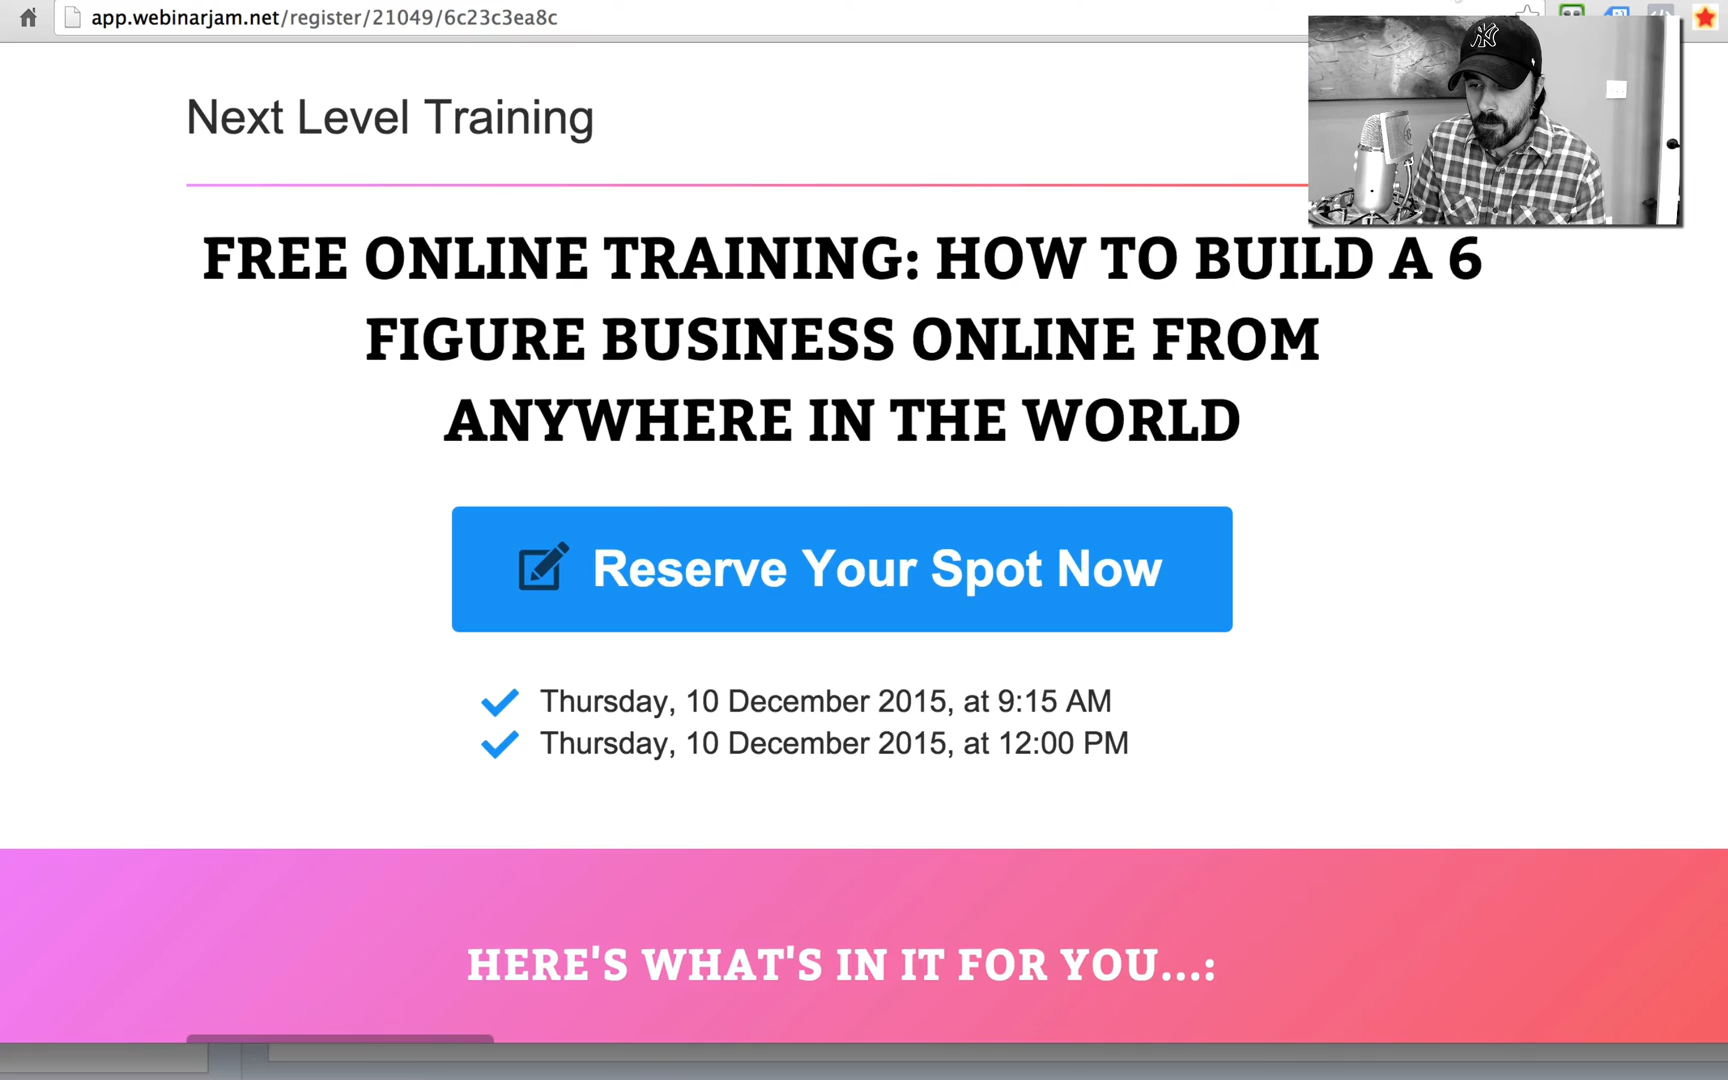 app.webinarjam.net/register/21049/6c23c3ea8c
Next Level Training
FREE ONLINE TRAINING: HOW TO BUILD A 6
FIGURE BUSINESS ONLINE FROM
ANYWHERE IN THE WORLD
Reserve Your Spot Now
Thursday, 10 December 2015, at 9:15 AM
Thursday, 10 December 2015, at 12:00 PM
HERE'S WHAT'S IN IT FOR YOU...: